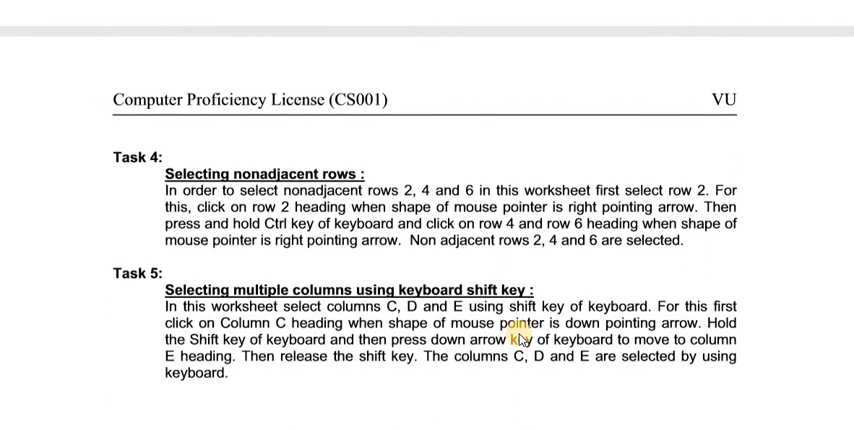 Computer Proficiency License (CS001) VU
Task 4:
Selecting nonadjacent rows :
In order to select nonadjacent rows 2, 4 and 6 in this worksheet first select row 2. For
this, click on row 2 heading when shape of mouse pointer is right pointing arrow. Then
press and hold Ctrl key of keyboard and click on row 4 and row 6 heading when shape of
mouse pointer is right pointing arrow. Non adjacent rows 2, 4 and 6 are selected.
Task 5:
Selecting multiple columns using keyboard shift key :
In this worksheet select columns C, D and E using shift key of keyboard. For this first
click on Column C heading when shape of mouse pointer is down pointing arrow. Hold
the Shift key of keyboard and then press down arrow key of keyboard to move to column
E heading. Then release the shift key. The columns C, D and E are selected by using
keyboard.